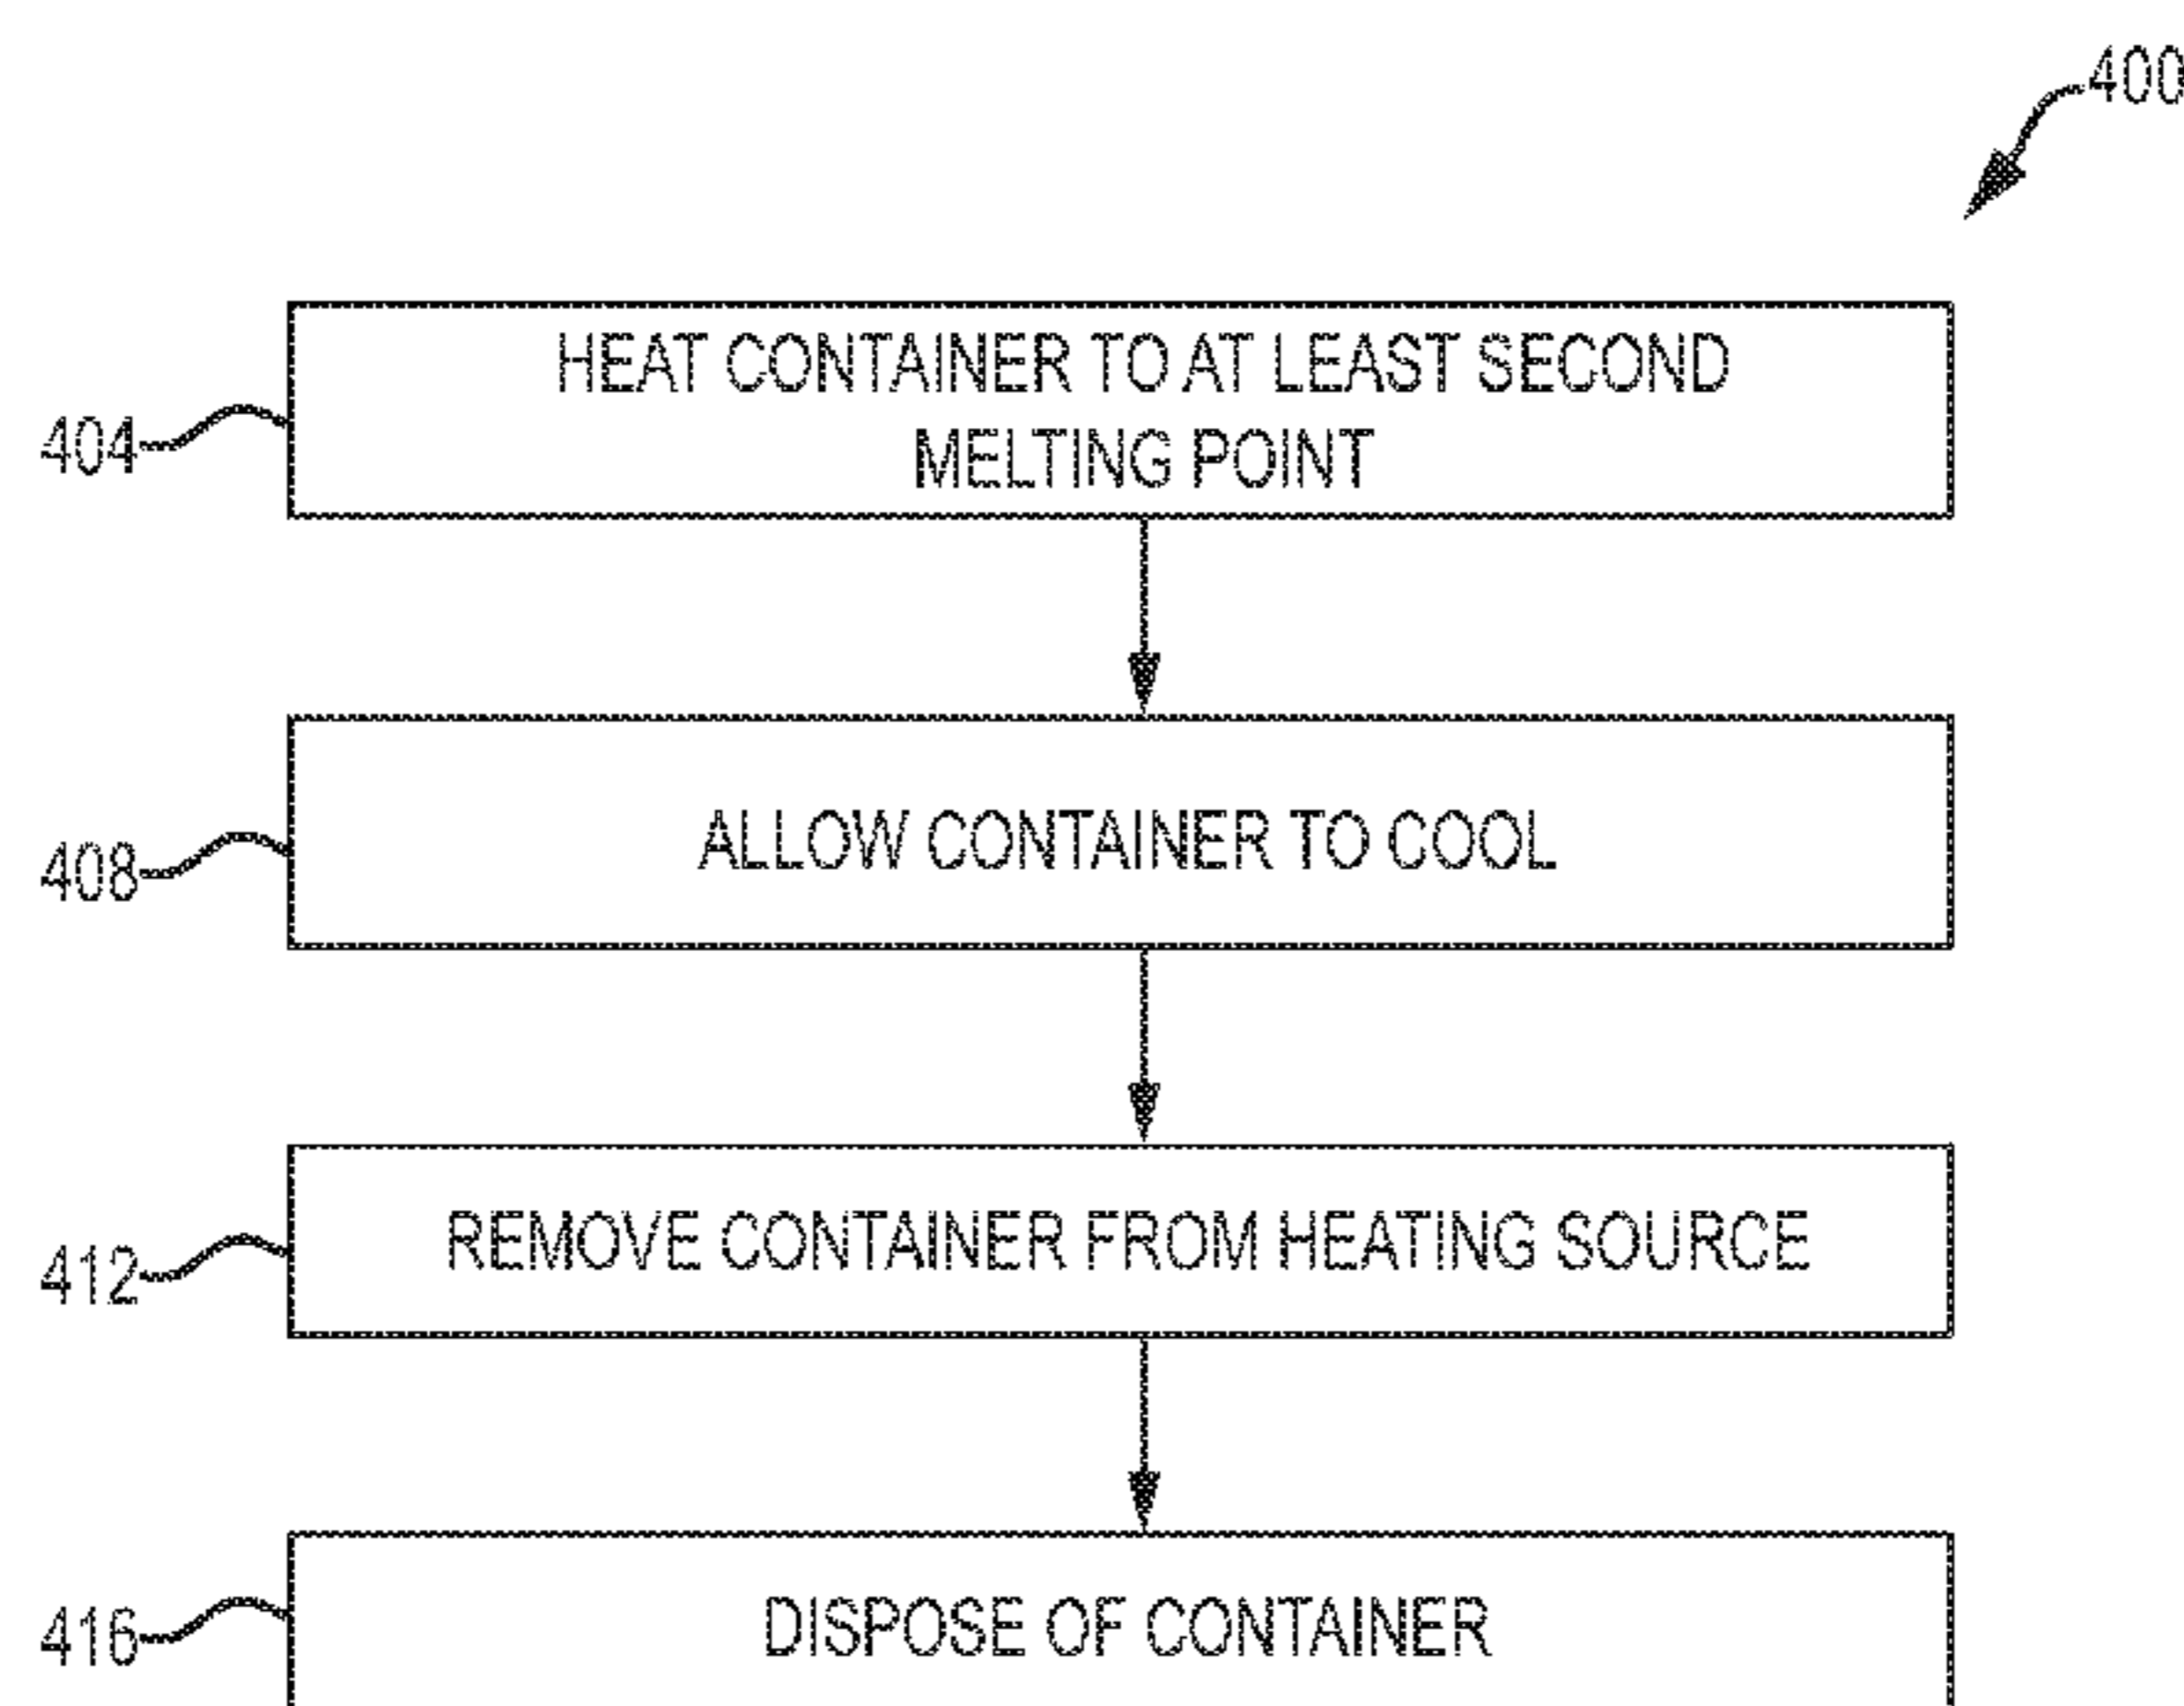 400
HEAT CONTAINER TO AT LEAST SECOND
MELTING POINT
404
ALLOW CONTAINER TO COOL
408
REMOVE CONTAINER FROM HEATING SOURCE
412
DISPOSE OF CONTAINER
416